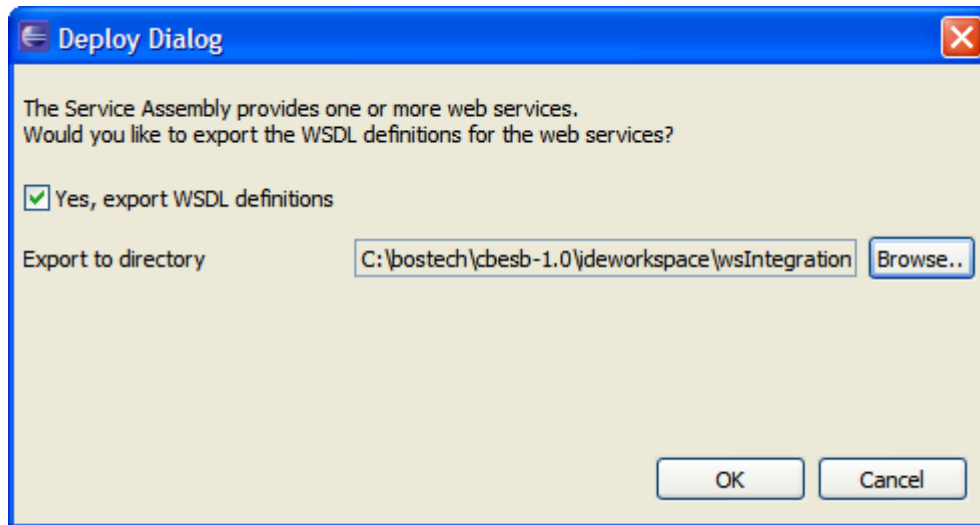 Deploy Dialog
The Service Assembly provides one or more web services.
Would you like to export the WSDL definitions for the web services?
Yes, export WSDL definitions
Export to directory C:\bostech\cbesb-1.0\ideworkspace\wsIntegration Browse..
OK Cancel